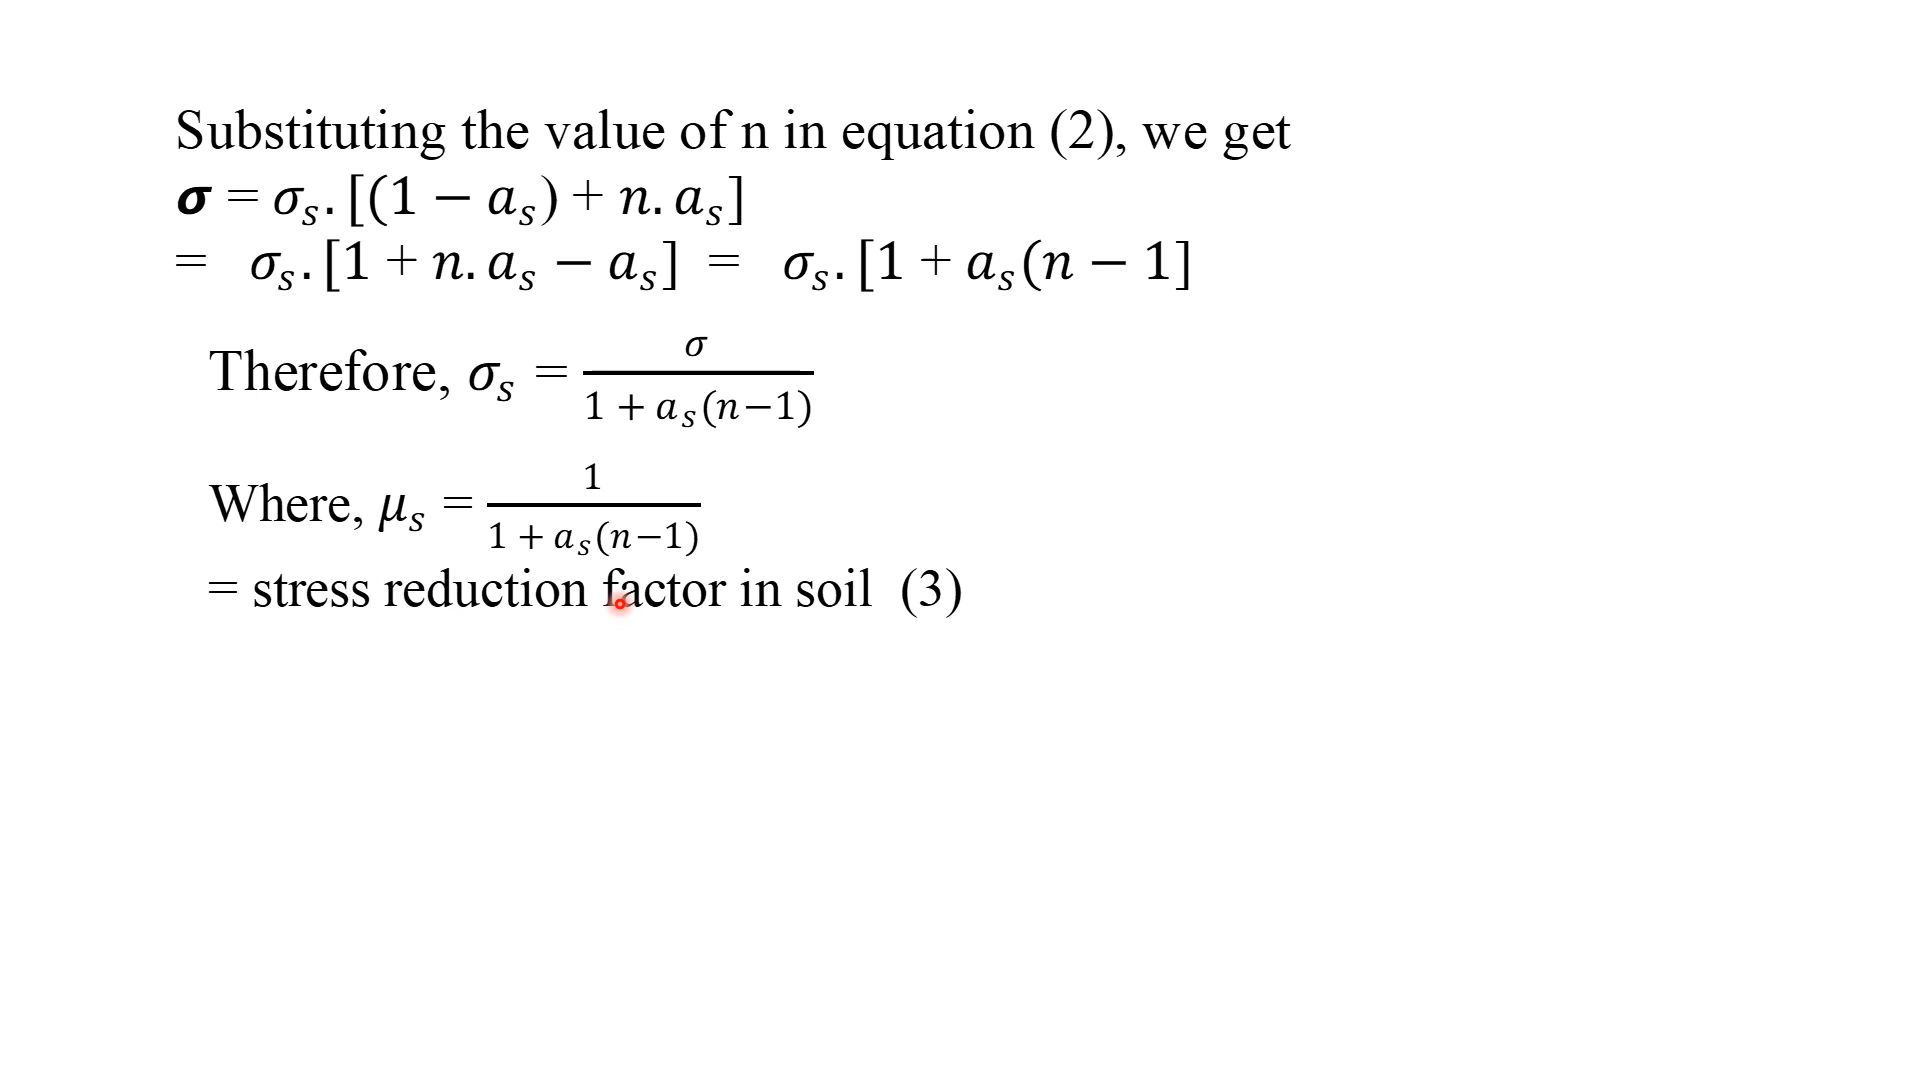 Substituting the value of n in equation (2), we get
σ = σₛ. [(1 − aₛ) + n. aₛ]
= σₛ. [1 + n. aₛ − aₛ] = σₛ. [1 + aₛ(n − 1]
Therefore, σₛ = σ / 1 + aₛ(n−1)
Where, μₛ = 1 / 1 + aₛ(n−1)
= stress reduction factor in soil (3)